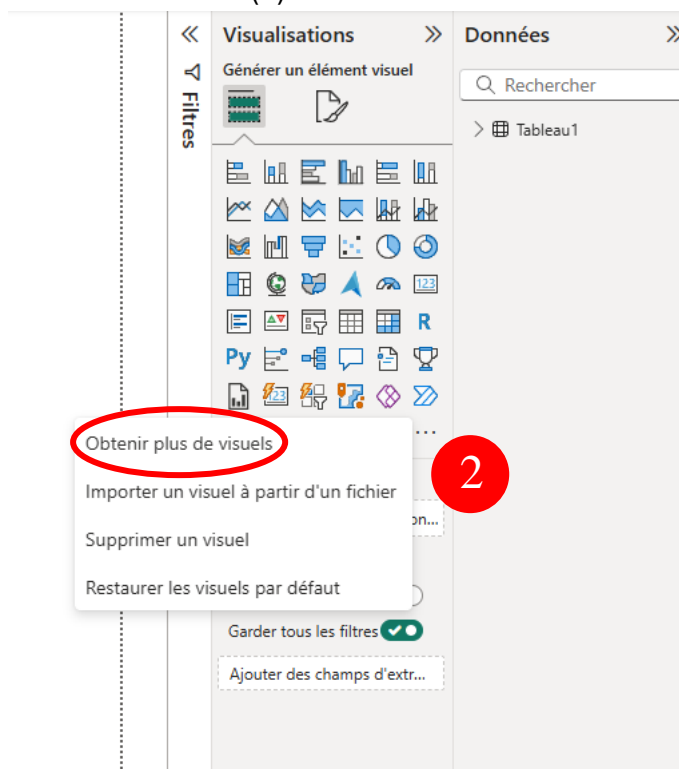 Visualisations
Données
Générer un élément visuel
Rechercher
Filtres
Tableau1
123
R
Py
123
Obtenir plus de visuels
...
2
Importer un visuel à partir d'un fichier
on...
Supprimer un visuel
Restaurer les visuels par défaut
Garder tous les filtres
Ajouter des champs d'extr...